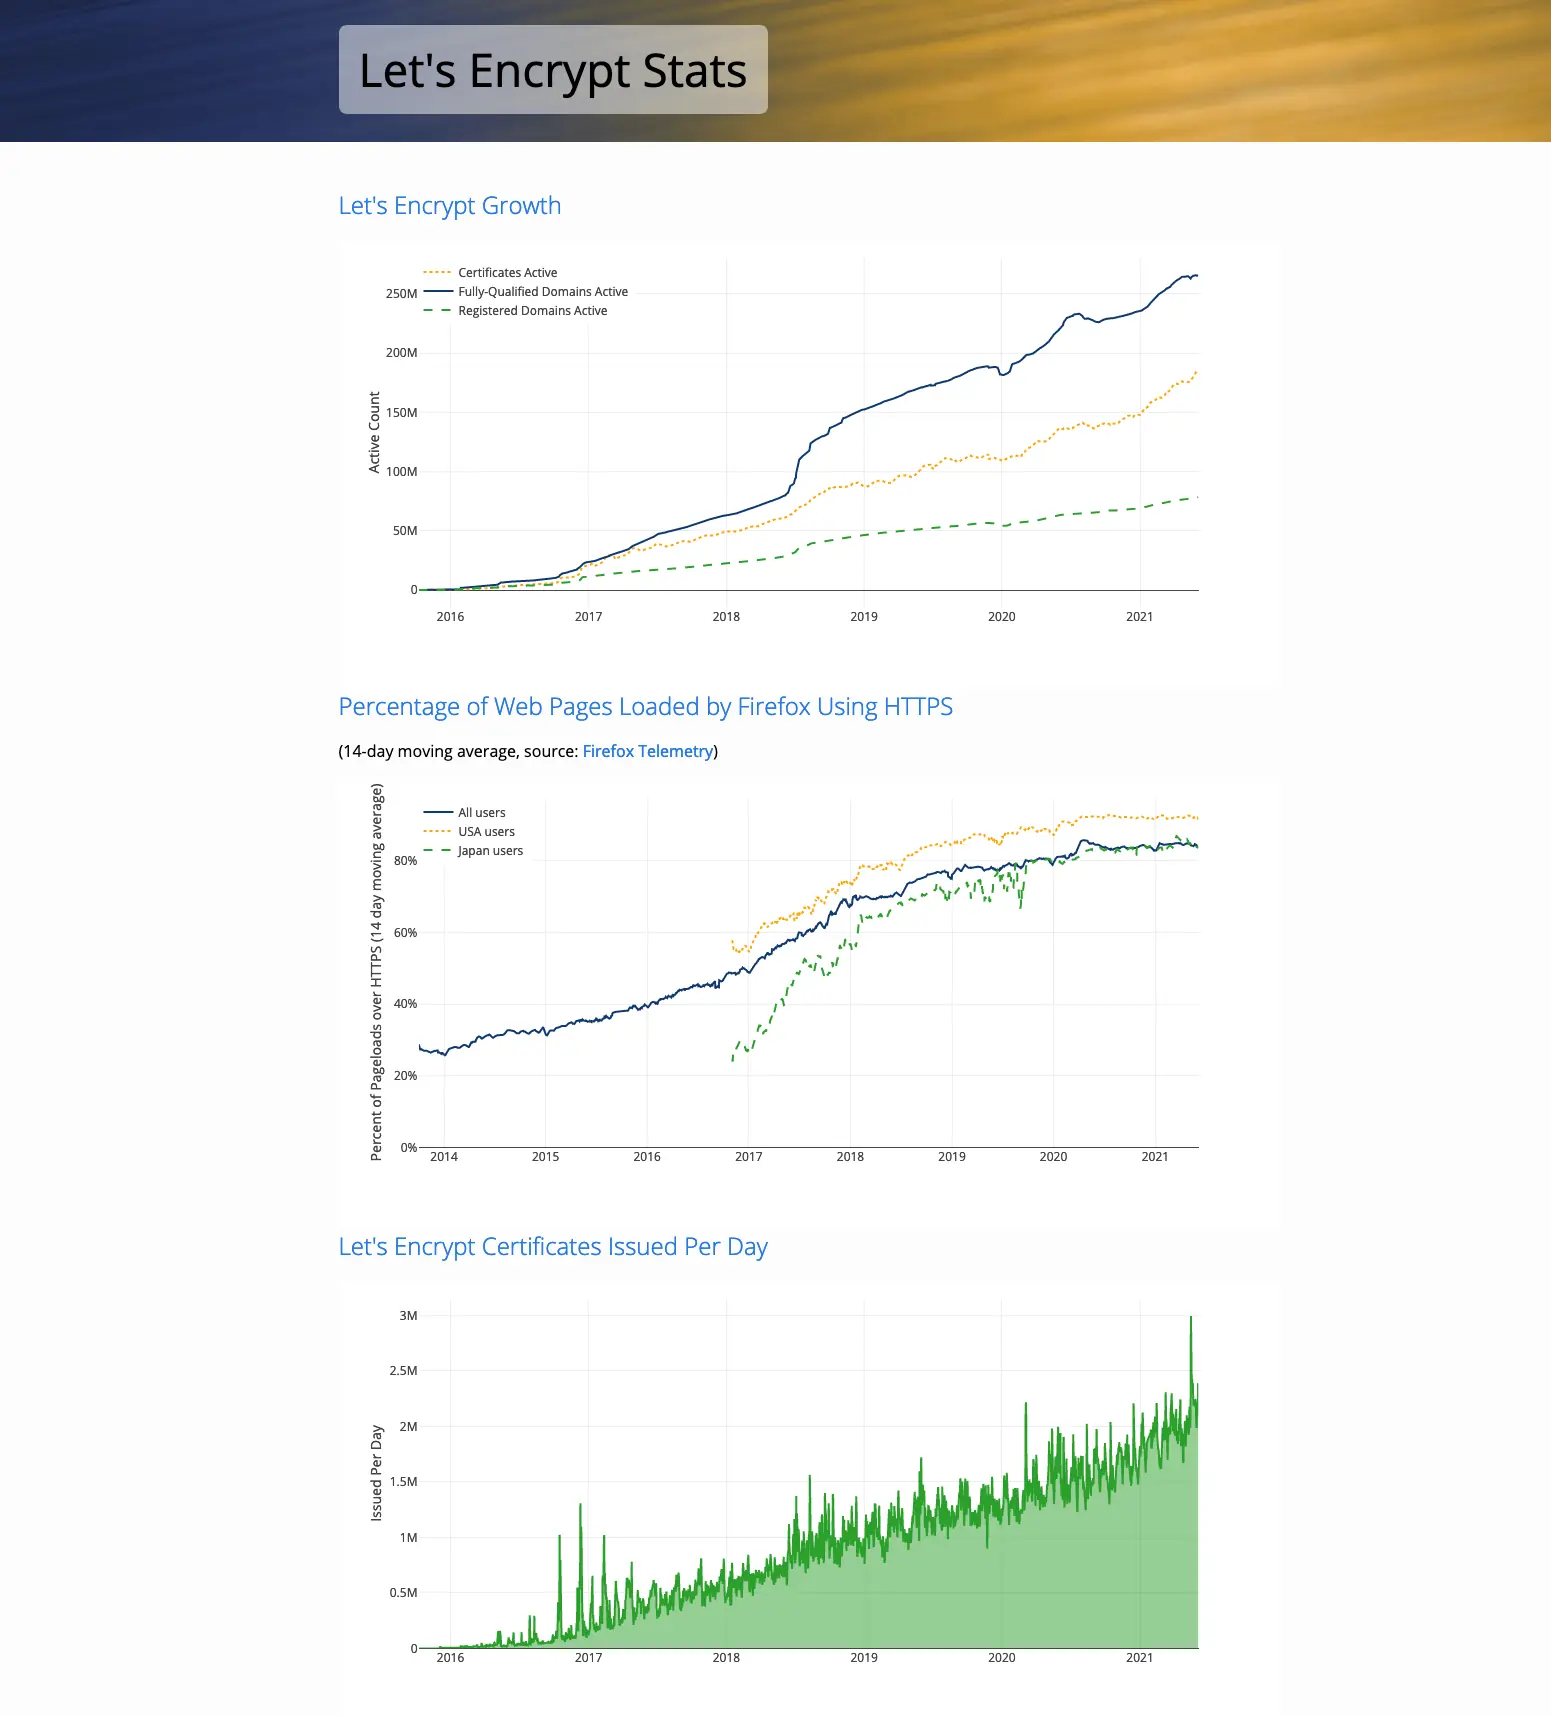 Let's Encrypt Stats
Let's Encrypt Growth
Certificates Active
Fully-Qualified Domains Active
Registered Domains Active
250M
200M
150M
100M
50M
0
Active Count
2016 2017 2018 2019 2020 2021
Percentage of Web Pages Loaded by Firefox Using HTTPS
(14-day moving average, source: Firefox Telemetry)
All users
USA users
Japan users
80%
60%
40%
20%
0%
Percent of Pageloads over HTTPS (14 day moving average)
2014 2015 2016 2017 2018 2019 2020 2021
Let's Encrypt Certificates Issued Per Day
3M
2.5M
2M
1.5M
1M
0.5M
0
Issued Per Day
2016 2017 2018 2019 2020 2021